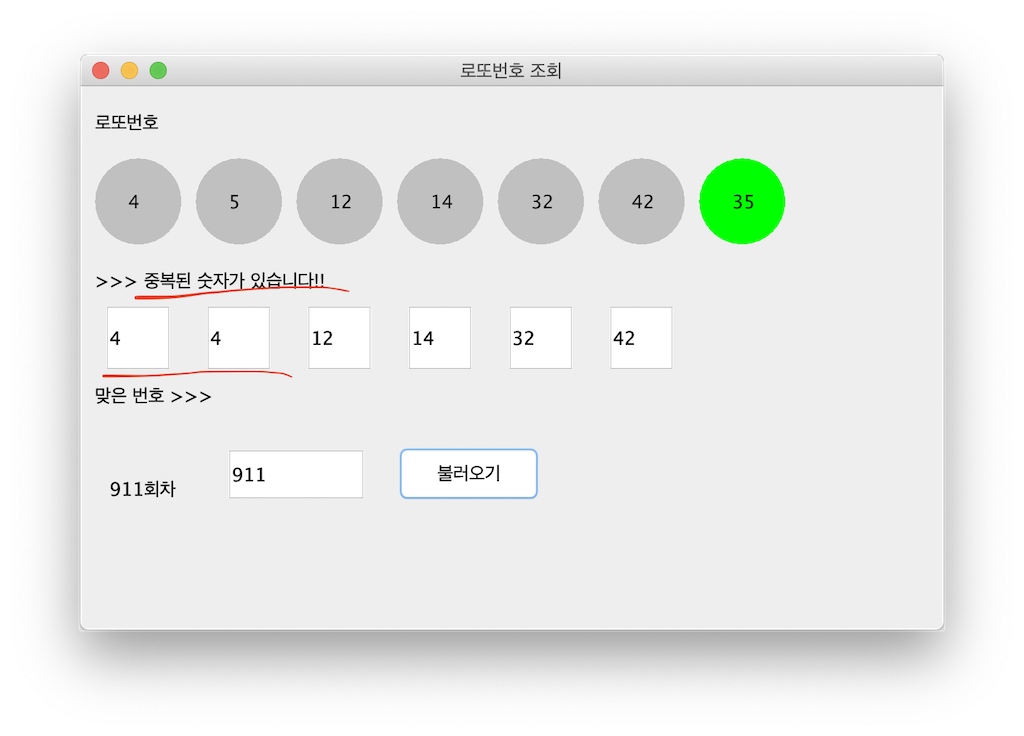 로또번호 조회
로또번호
4 5 12 14 32 42 35
>>> 중복된 숫자가 있습니다!!
4 4 12 14 32 42
맞은 번호 >>>
911회차 911 불러오기